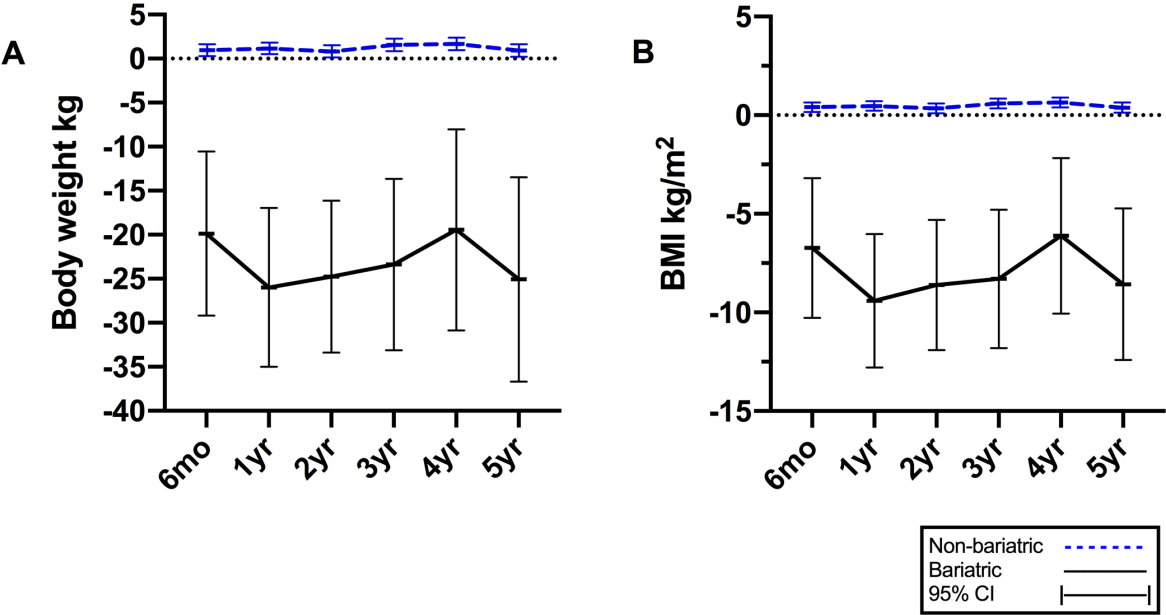 A
Body weight kg
5
0
-5
-10
-15
-20
-25
-30
-35
-40
6mo
1yr
2yr
3yr
4yr
5yr
B
BMI kg/m²
5
0
-5
-10
-15
6mo
1yr
2yr
3yr
4yr
5yr
Non-bariatric
Bariatric
95% CI